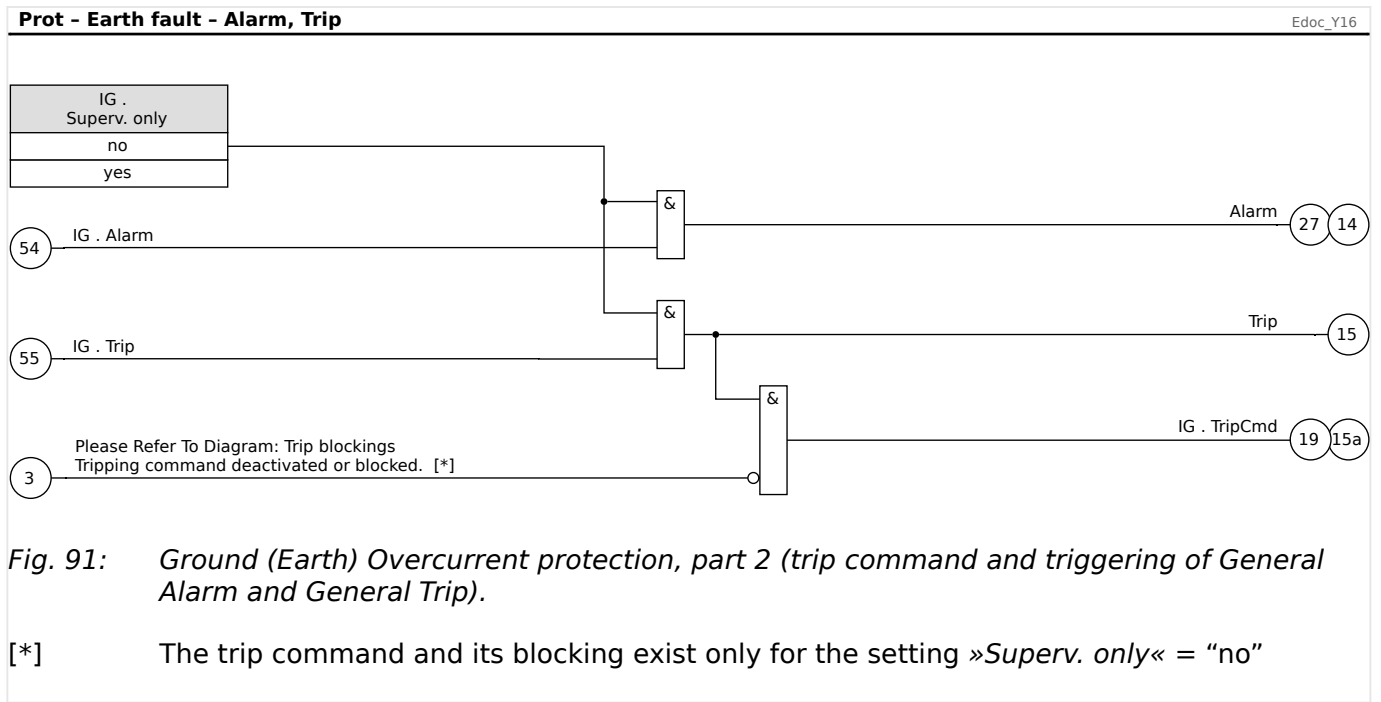 Prot – Earth fault – Alarm, Trip
Edoc_Y16
IG .
Superv. only
no
yes
&
Alarm
27 14
IG . Alarm
54
&
Trip
15
IG . Trip
55
&
IG . TripCmd
19 15a
Please Refer To Diagram: Trip blockings
Tripping command deactivated or blocked. [*]
3
Fig. 91: Ground (Earth) Overcurrent protection, part 2 (trip command and triggering of General
Alarm and General Trip).
[*] The trip command and its blocking exist only for the setting »Superv. only« = “no”